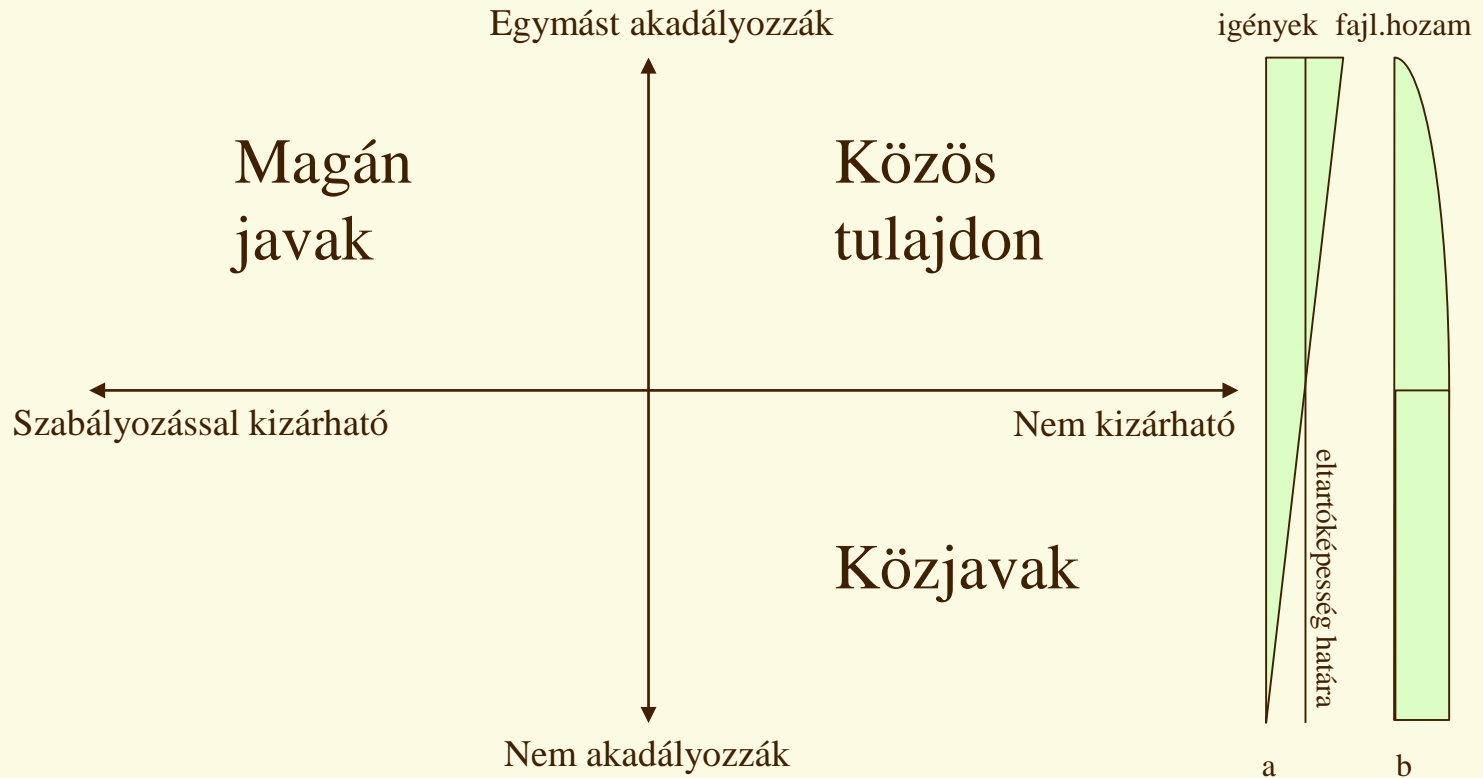 Egymást akadályozzák
igények fajl.hozam
Magán
javak
Közös
tulajdon
Szabályozással kizárható
Nem kizárható
eltartóképesség határa
Közjavak
Nem akadályozzák
a
b